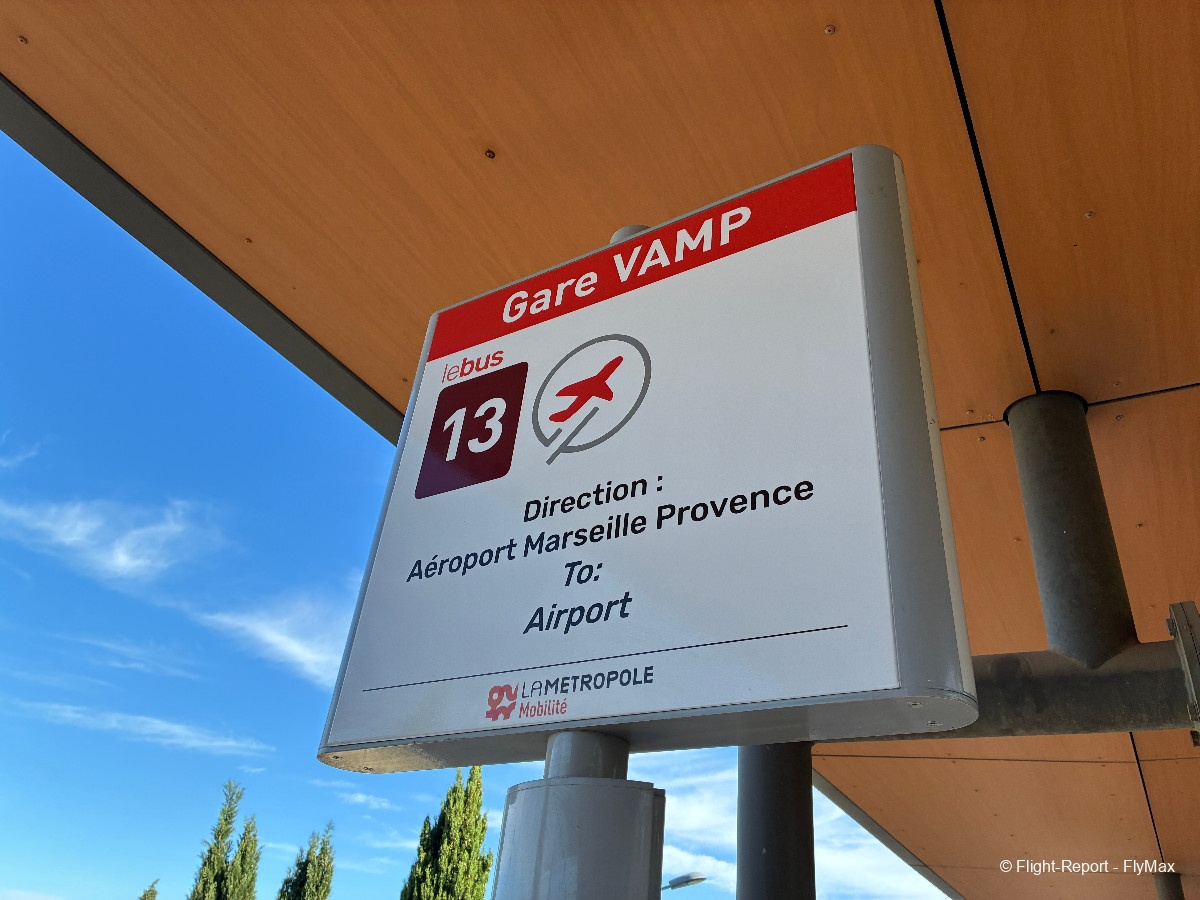 Gare VAMP
lebus
13
Direction :
Aéroport Marseille Provence
To:
Airport
LAMETROPOLE
Mobilité
© Flight-Report - FlyMax